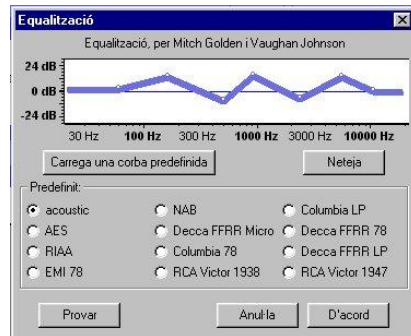 Equalització
Equalització, per Mitch Golden i Vaughan Johnson
24 dB
0 dB
-24 dB
30 Hz 100 Hz 300 Hz 1000 Hz 3000 Hz 10000 Hz
Carrega una corba predefinida Neteja
Predefinit:
acoustic NAB Columbia LP
AES Decca FFRR Micro Decca FFRR 78
RIAA Columbia 78 Decca FFRR LP
EMI 78 RCA Victor 1938 RCA Victor 1947
Provar Anul·la D'acord